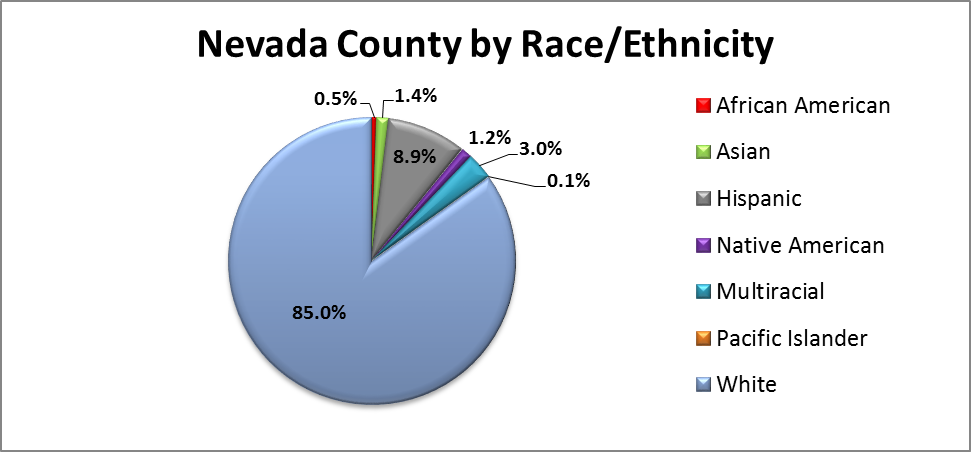 Nevada County by Race/Ethnicity
0.5%
1.4%
8.9%
1.2%
3.0%
0.1%
85.0%
African American
Asian
Hispanic
Native American
Multiracial
Pacific Islander
White